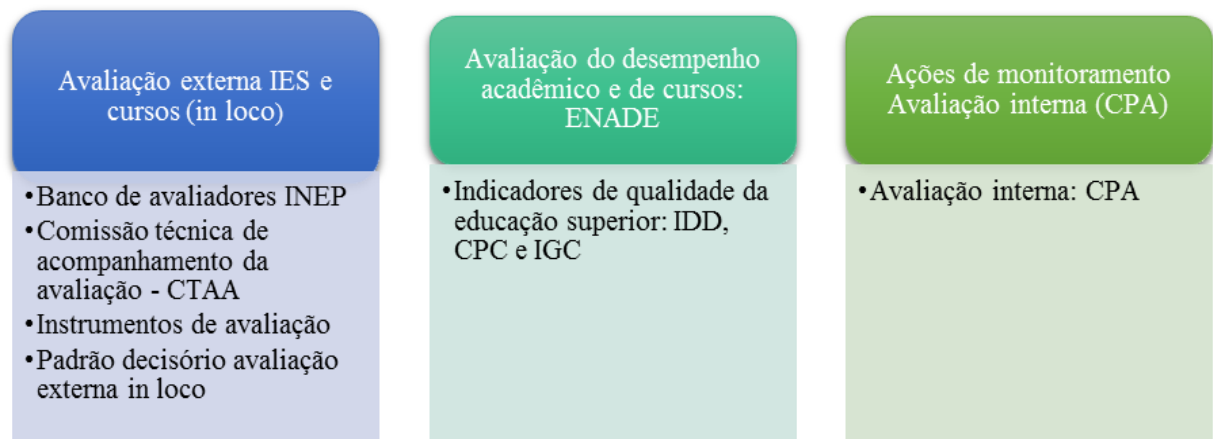 Avaliação externa IES e
cursos (in loco)
•Banco de avaliadores INEP
•Comissão técnica de
acompanhamento da
avaliação - CTAA
•Instrumentos de avaliação
•Padrão decisório avaliação
externa in loco
Avaliação do desempenho
acadêmico e de cursos:
ENADE
•Indicadores de qualidade da
educação superior: IDD,
CPC e IGC
Ações de monitoramento
Avaliação interna (CPA)
•Avaliação interna: CPA